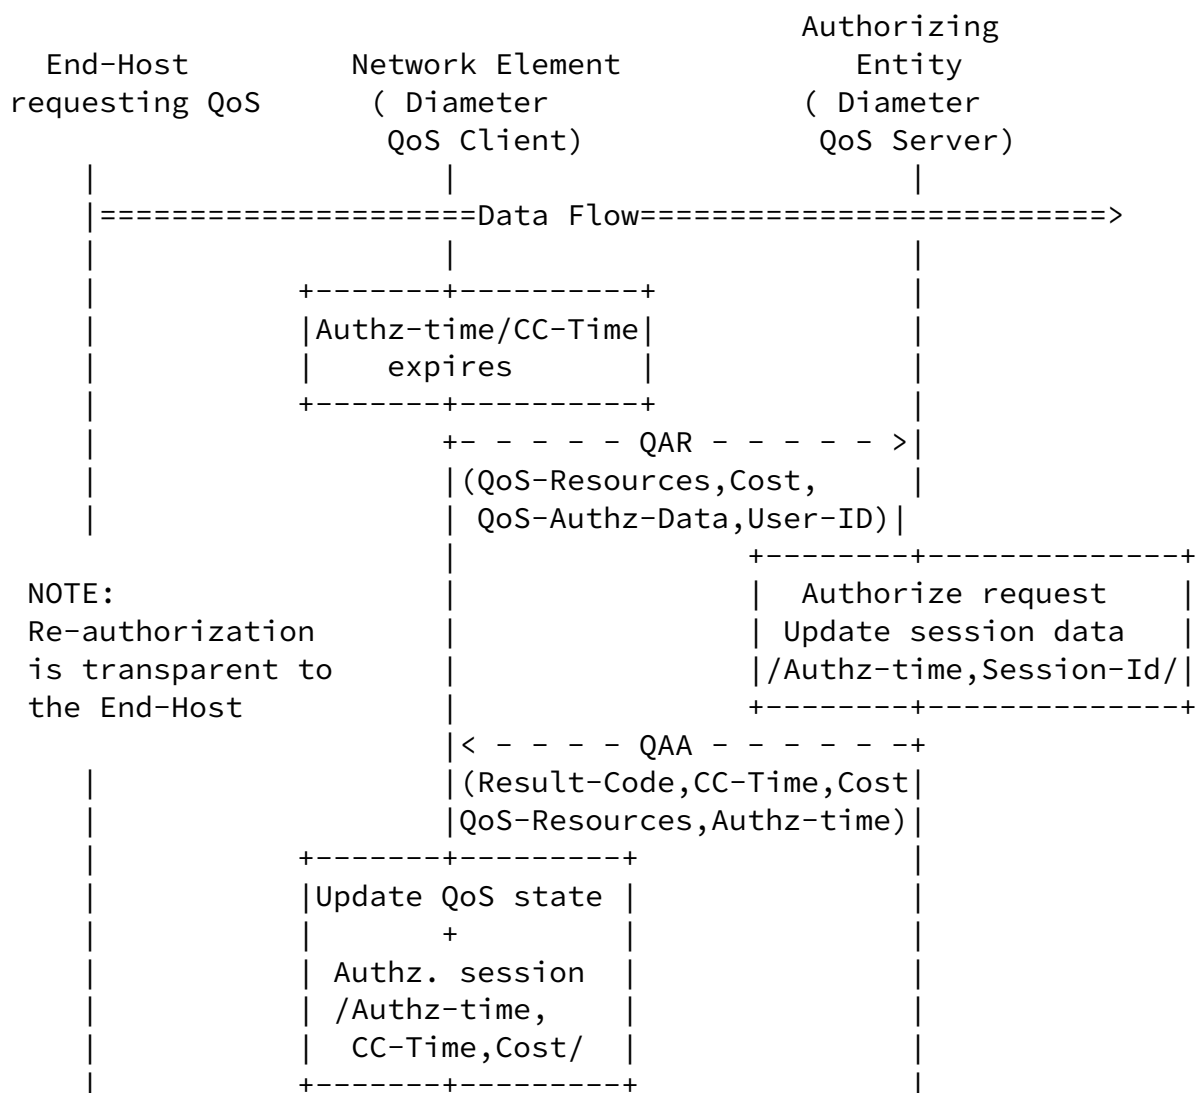 Authorizing
  End-Host         Network Element             Entity
requesting QoS      ( Diameter              ( Diameter
                     QoS Client)             QoS Server)
    |                   |                         |
    |=====================Data Flow==========================>
    |                   |                         |
    |           +-------+----------+              |
    |           |Authz-time/CC-Time|              |
    |           |    expires       |              |
    |           +-------+----------+              |
    |                   +- - - - - QAR - - - - - >|
    |                   |(QoS-Resources,Cost,     |
    |                   | QoS-Authz-Data,User-ID)|
                        |                +--------+--------------+
 NOTE:                  |                |  Authorize request    |
 Re-authorization       |                | Update session data   |
 is transparent to      |                |/Authz-time,Session-Id/|
 the End-Host           |                +--------+--------------+
                        |< - - - - QAA - - - - - -+
    |                   |(Result-Code,CC-Time,Cost|
    |                   |QoS-Resources,Authz-time)|
    |           +-------+---------+               |
    |           |Update QoS state |               |
    |           |       +         |               |
    |           | Authz. session  |               |
    |           | /Authz-time,    |               |
    |           |  CC-Time,Cost/  |               |
    |           +-------+---------+               |